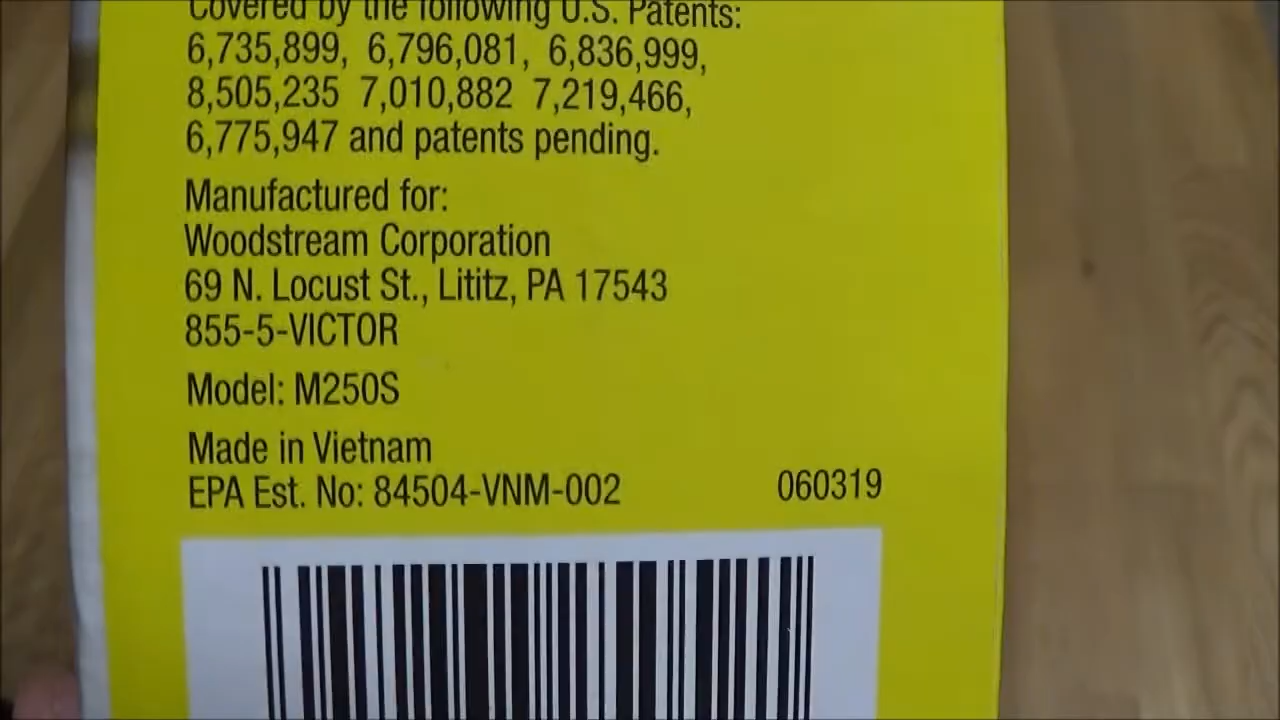 Covered by the following U.S. Patents:
6,735,899, 6,796,081, 6,836,999,
8,505,235 7,010,882 7,219,466,
6,775,947 and patents pending.
Manufactured for:
Woodstream Corporation
69 N. Locust St., Lititz, PA 17543
855-5-VICTOR
Model: M250S
Made in Vietnam
EPA Est. No: 84504-VNM-002 060319